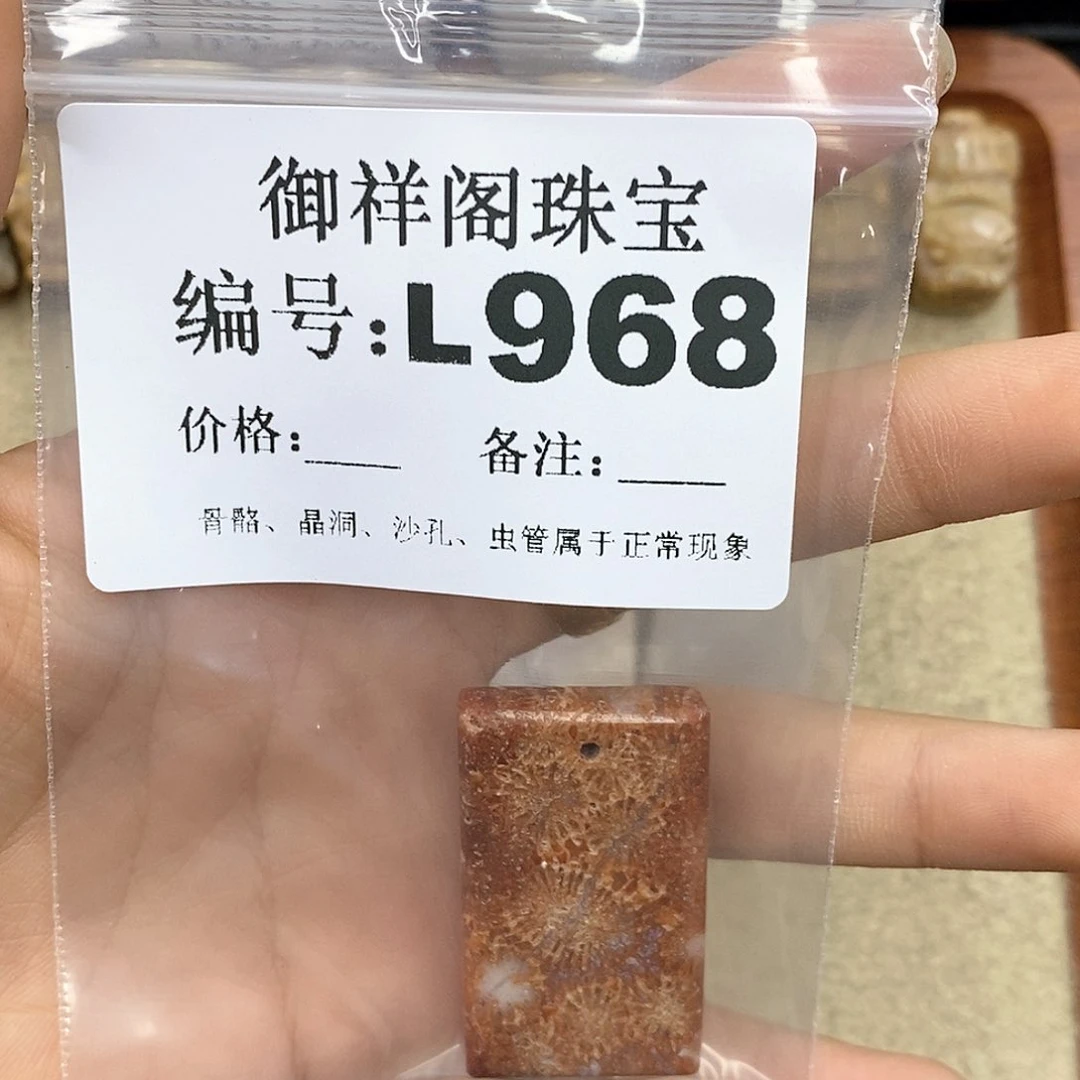 御祥阁珠宝
编号:L968
价格:___ 备注:____
骨骼、晶洞、沙孔、虫管属于正常现象